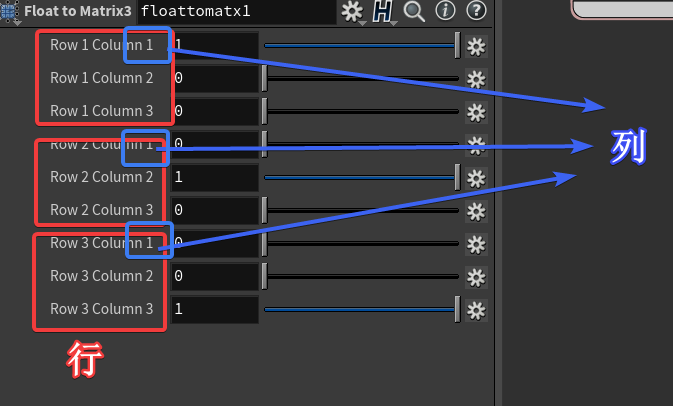 Float to Matrix3 floattomatx1
Row 1 Column 1 1
Row 1 Column 2 0
Row 1 Column 3 0
Row 2 Column 1 0
Row 2 Column 2 1
Row 2 Column 3 0
Row 3 Column 1 0
Row 3 Column 2 0
Row 3 Column 3 1
列
行